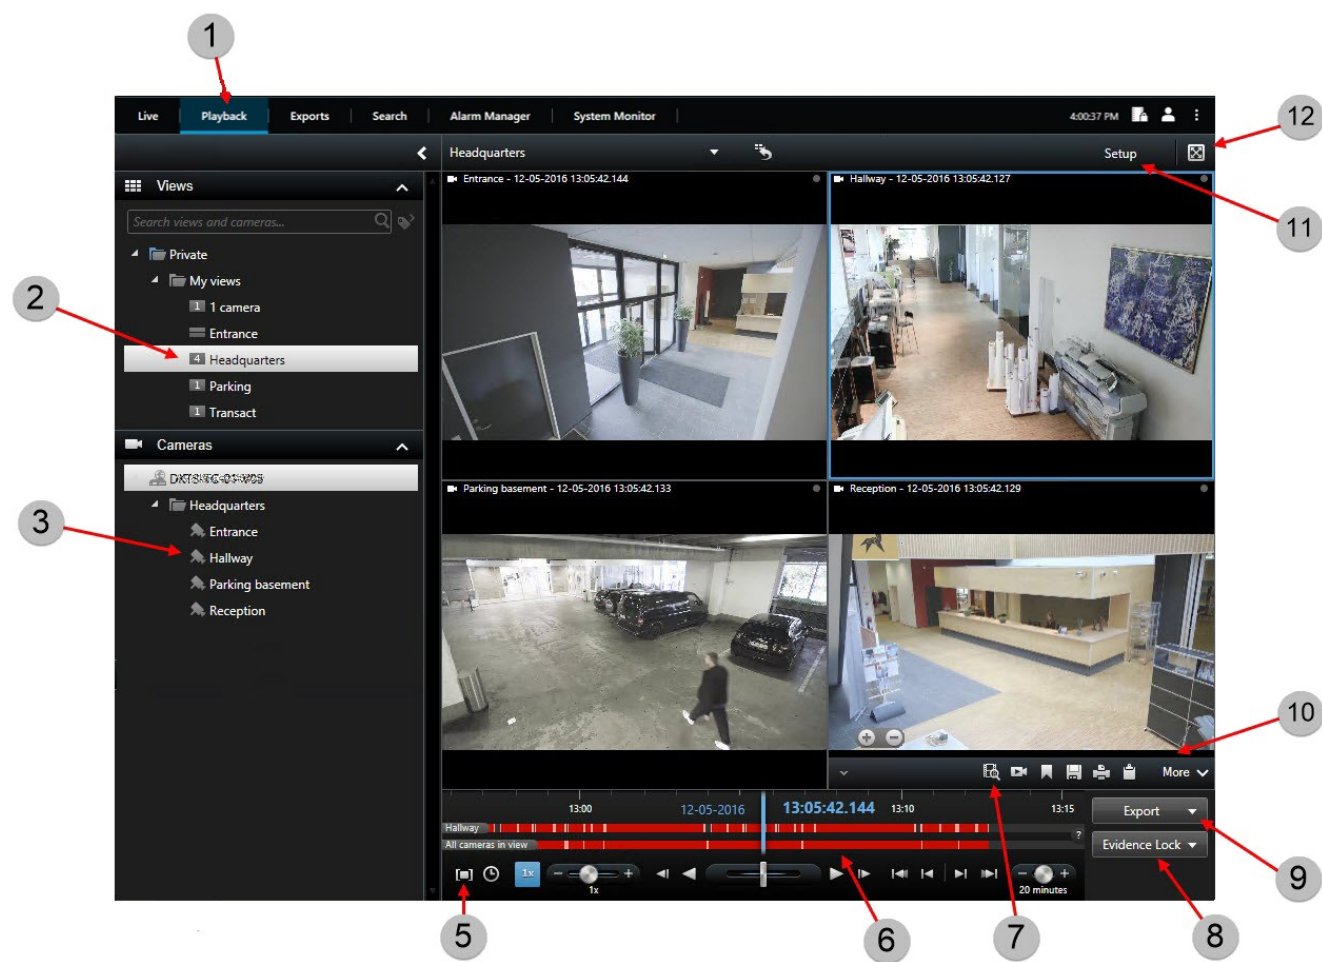 1
Live Playback Exports Search Alarm Manager System Monitor 4:00:37 PM
12
Headquarters Setup
11
Views
Search views and cameras...
Private
My views
1 1 camera
Entrance
4 Headquarters
1 Parking
1 Transact
2
Cameras
Headquarters
Entrance
Hallway
Parking basement
Reception
3
Entrance - 12-05-2016 13:05:42.144
Hallway - 12-05-2016 13:05:42.127
Parking basement - 12-05-2016 13:05:42.133
Reception - 12-05-2016 13:05:42.129
10
More
13:00 12-05-2016 13:05:42.144 13:10 13:15
Hallway
All cameras in view
?
Export
Evidence Lock
1x
1x
20 minutes
5
6
7
8
9